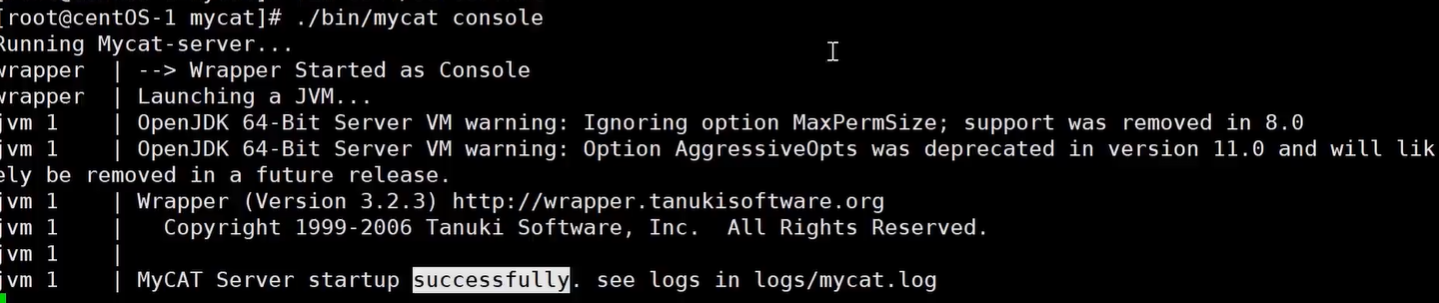 [root@centOS-1 mycat]# ./bin/mycat console
Running Mycat-server...
wrapper  | --> Wrapper Started as Console
wrapper  | Launching a JVM...
jvm 1    | OpenJDK 64-Bit Server VM warning: Ignoring option MaxPermSize; support was removed in 8.0
jvm 1    | OpenJDK 64-Bit Server VM warning: Option AggressiveOpts was deprecated in version 11.0 and will lik
ely be removed in a future release.
jvm 1    | Wrapper (Version 3.2.3) http://wrapper.tanukisoftware.org
jvm 1    |   Copyright 1999-2006 Tanuki Software, Inc.  All Rights Reserved.
jvm 1    |
jvm 1    | MyCAT Server startup successfully. see logs in logs/mycat.log